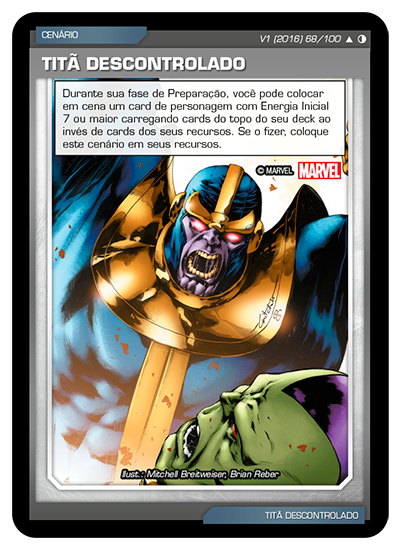 CENÁRIO
V1 (2016) 68/100
TITÃ DESCONTROLADO
Durante sua fase de Preparação, você pode colocar
em cena um card de personagem com Energia Inicial
7 ou maior carregando cards do topo do seu deck ao
invés de cards dos seus recursos. Se o fizer, coloque
este cenário em seus recursos.
© MARVEL MARVEL
Illust.: Mitchell Breitweiser, Brian Reber
TITÃ DESCONTROLADO